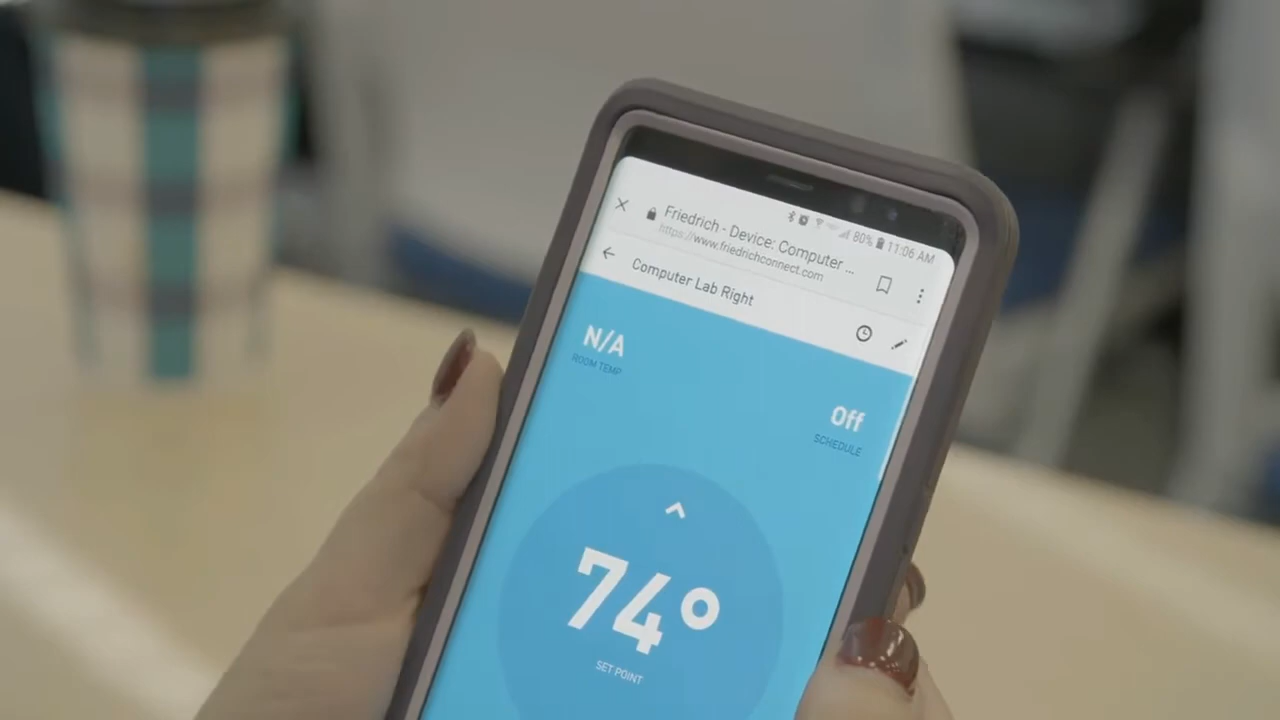 80% 11:06 AM
Friedrich - Device: Computer ...
https://www.friedrichconnect.com
Computer Lab Right
N/A
ROOM TEMP
Off
SCHEDULE
74°
SET POINT